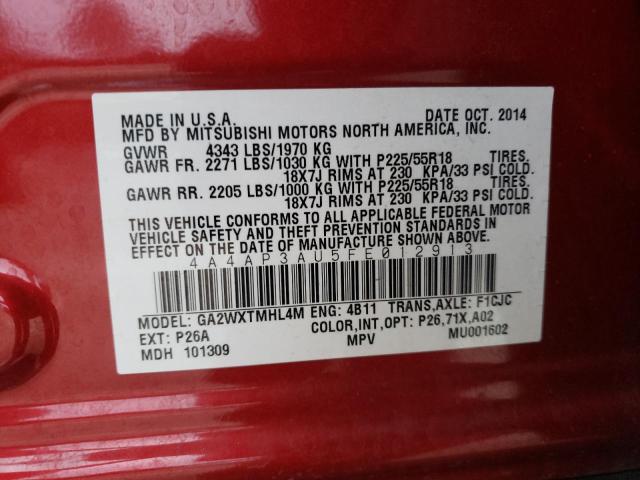 MADE IN U.S.A. DATE OCT. 2014
MFD BY MITSUBISHI MOTORS NORTH AMERICA, INC.
GVWR 4343 LBS/1970 KG
GAWR FR. 2271 LBS/1030 KG WITH P225/55R18 TIRES.
18X7J RIMS AT 230 KPA/33 PSI COLD.
GAWR RR. 2205 LBS/1000 KG WITH P225/55R18 TIRES.
18X7J RIMS AT 230 KPA/33 PSI COLD.
THIS VEHICLE CONFORMS TO ALL APPLICABLE FEDERAL MOTOR
VEHICLE SAFETY AND THEFT PREVENTION STANDARDS IN
EFFECT ON THE DATE OF MANUFACTURE SHOWN ABOVE.
4A4AP3AU5FE012913
MODEL: GA2WXTMHL4M ENG: 4B11 TRANS,AXLE: F1CJC
EXT: P26A COLOR,INT,OPT: P26,71X,A02
MDH 101309 MPV MU001602